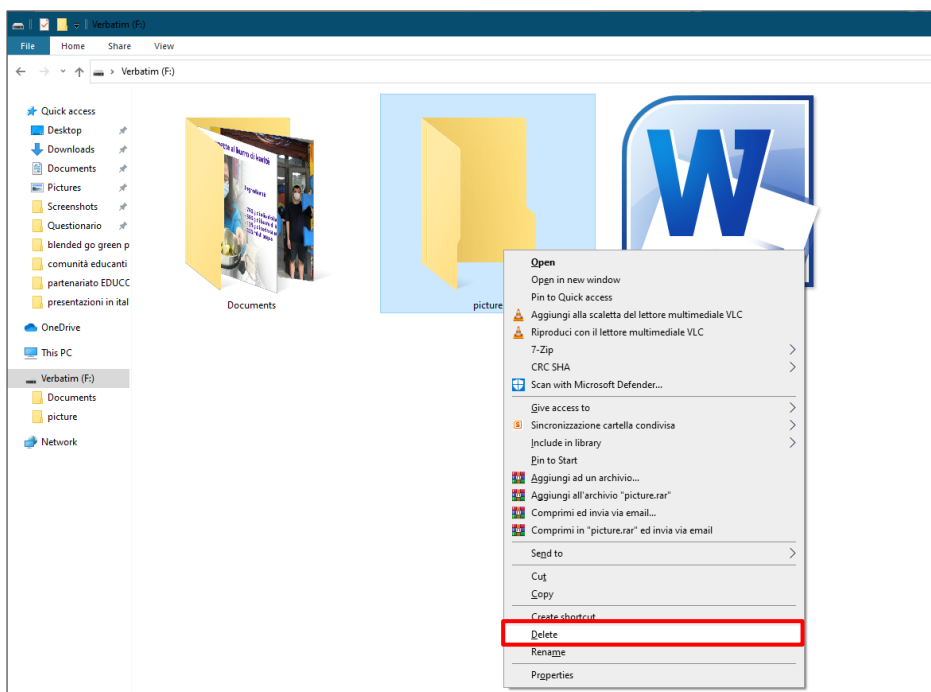 Verbatim (F:)
File Home Share View
Verbatim (F:)
Quick access
Desktop
Downloads
Documents
Pictures
Screenshots
Questionario
blended go green p
comunità educanti
partenariato EDUCC
presentazioni in ital
OneDrive
This PC
Verbatim (F:)
Documents
picture
Network
Documents
picture
W
Open
Open in new window
Pin to Quick access
Aggiungi alla scaletta del lettore multimediale VLC
Riproduci con il lettore multimediale VLC
7-Zip
CRC SHA
Scan with Microsoft Defender...
Give access to
Sincronizzazione cartella condivisa
Include in library
Pin to Start
Aggiungi ad un archivio...
Aggiungi all'archivio "picture.rar"
Comprimi ed invia via email...
Comprimi in "picture.rar" ed invia via email
Send to
Cut
Copy
Create shortcut
Delete
Rename
Properties